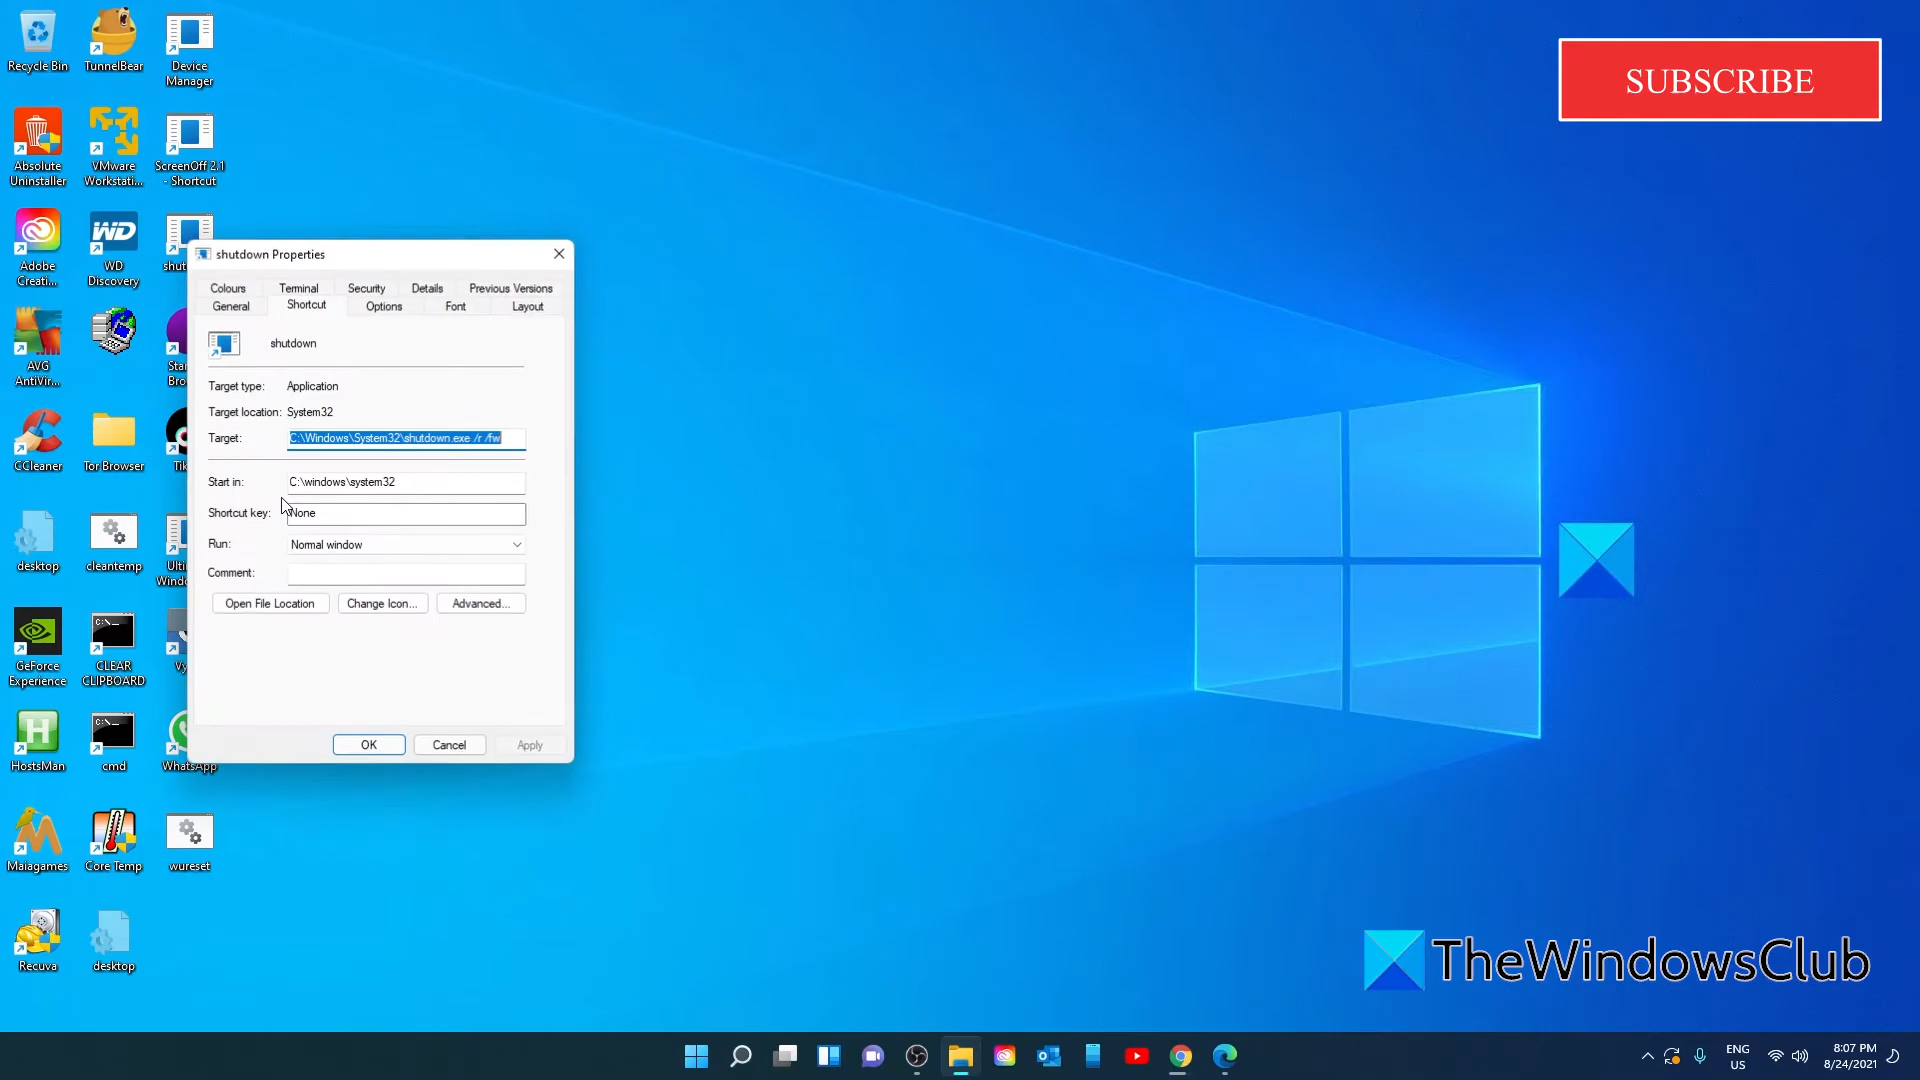 Recycle Bin
TunnelBear
Device
Manager
SUBSCRIBE
Absolute
Uninstaller
VMware
Workstati...
ScreenOff 2.1
- Shortcut
Adobe
Creati...
WD
WD
Discovery
shutdown Properties
Colours
Terminal
Security
Details
Previous Versions
General
Shortcut
Options
Font
Layout
shutdown
Target type:
Application
Target location:
System32
Target:
C:\Windows\System32\shutdown.exe /r /fw
Start in:
C:\windows\system32
Shortcut key:
None
Run:
Normal window
Comment:
Open File Location
Change Icon...
Advanced...
OK
Cancel
Apply
AVG
AntiVir...
CCleaner
Tor Browser
desktop
cleantemp
GeForce
Experience
C:\_
CLEAR
CLIPBOARD
H
HostsMan
C:\_
cmd
WhatsApp
Maiagames
Core Temp
wureset
Recuva
desktop
TheWindowsClub
ENG
US
8:07 PM
8/24/2021